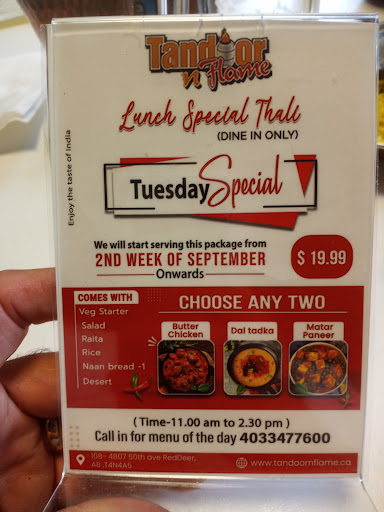 Tandoor
n Flame
Lunch Special Thali
(DINE IN ONLY)
Enjoy the taste of India
Tuesday Special
We will start serving this package from
2ND WEEK OF SEPTEMBER
Onwards
$ 19.99
COMES WITH
Veg Starter
Salad
Raita
Rice
Naan bread -1
Desert
CHOOSE ANY TWO
Butter
Chicken
Dal tadka
Matar
Paneer
( Time-11.00 am to 2.30 pm )
Call in for menu of the day 4033477600
108- 4807 50th ave RedDeer,
AB ,T4N4A5
www.tandoornflame.ca